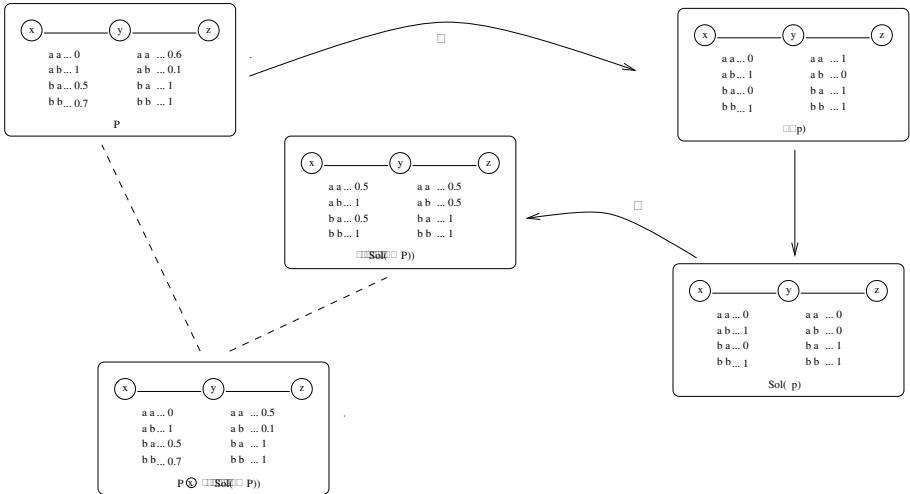 x y z
a a ... 0 a a ... 0.6
a b ... 1 a b ... 0.1
b a ... 0.5 b a ... 1
b b ... 0.7 b b ... 1
P
x y z
a a ... 0 a a ... 1
a b ... 1 a b ... 0
b a ... 0 b a ... 1
b b ... 1 b b ... 1
p)
x y z
a a ... 0.5 a a ... 0.5
a b ... 1 a b ... 0.5
b a ... 0.5 b a ... 1
b b ... 1 b b ... 1
Sol( P))
x y z
a a ... 0 a a ... 0
a b ... 1 a b ... 0
b a ... 0 b a ... 1
b b ... 1 b b ... 1
Sol( p)
x y z
a a ... 0 a a ... 0.5
a b ... 1 a b ... 0.1
b a ... 0.5 b a ... 1
b b ... 0.7 b b ... 1
P x Sol( P))